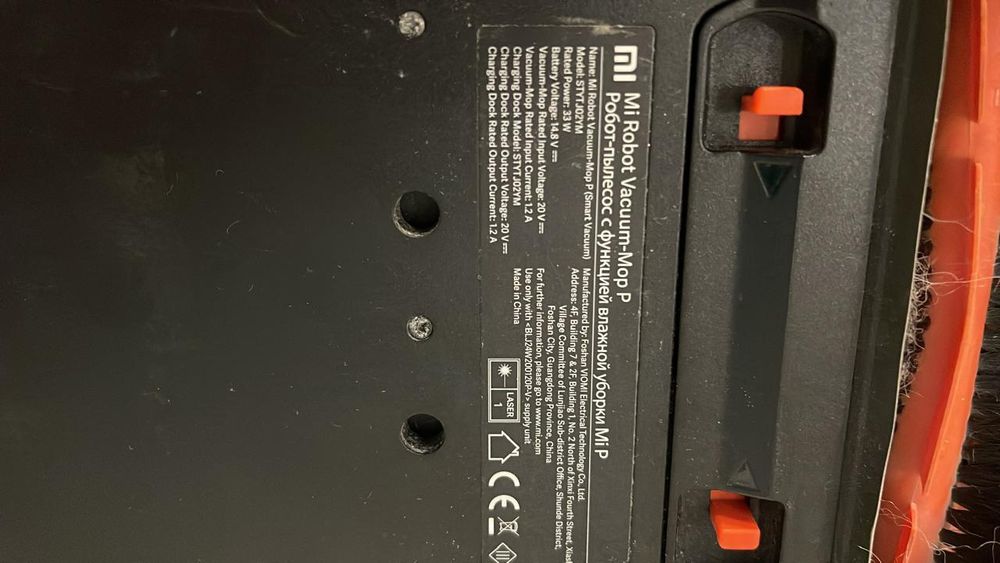 MI Mi Robot Vacuum-Mop P
Робот-пылесос с функцией влажной уборки Mi P
Name: Mi Robot Vacuum-Mop P (Smart Vacuum)
Model: STYTJ02YM
Rated Power: 33 W
Battery Voltage: 14.8 V ⎓
Vacuum-Mop Rated Input Voltage: 20 V ⎓
Vacuum-Mop Rated Input Current: 1.2 A
Charging Dock Model: STYTJ02YM
Charging Dock Rated Output Voltage: 20 V ⎓
Charging Dock Rated Output Current: 1.2 A
Manufactured by: Foshan VIOMI Electrical Technology Co., Ltd.
Address: 4F, Building 7 & 2F, Building 1, No. 2 North of Xinxi Fourth Street, Xiast
Village Committee of Lunjiao Sub-district Office, Shunde District,
Foshan City, Guangdong Province, China
For further information, please go to www.mi.com
Use only with <BLJ24W200120P-V> supply unit
Made in China
LASER
1
CE